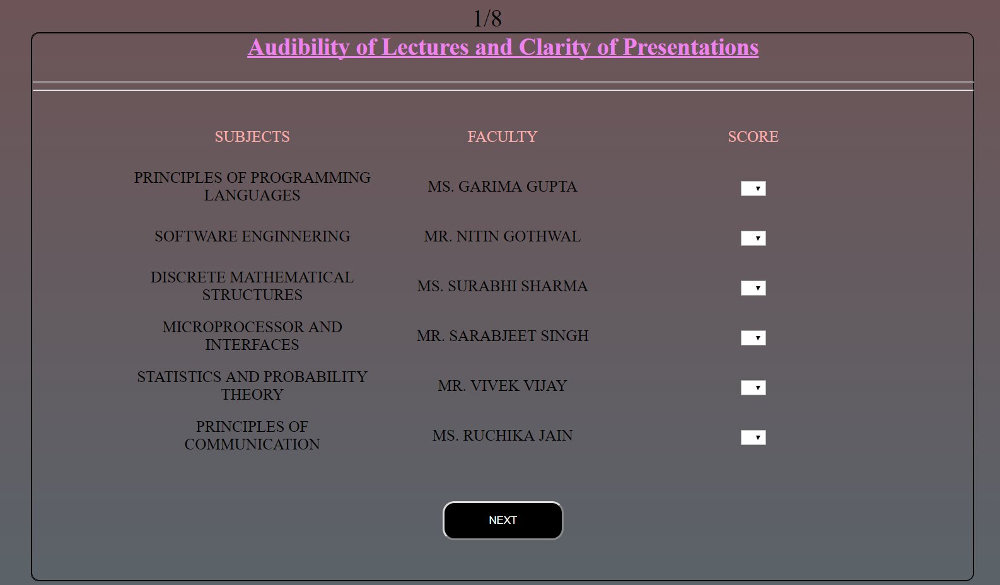 1/8
Audibility of Lectures and Clarity of Presentations
SUBJECTS FACULTY SCORE
PRINCIPLES OF PROGRAMMING
LANGUAGES
MS. GARIMA GUPTA
SOFTWARE ENGINNERING MR. NITIN GOTHWAL
DISCRETE MATHEMATICAL
STRUCTURES
MS. SURABHI SHARMA
MICROPROCESSOR AND
INTERFACES
MR. SARABJEET SINGH
STATISTICS AND PROBABILITY
THEORY
MR. VIVEK VIJAY
PRINCIPLES OF
COMMUNICATION
MS. RUCHIKA JAIN
NEXT